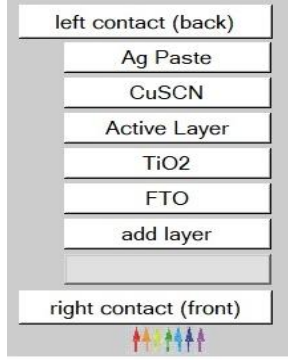 left contact (back)
Ag Paste
CuSCN
Active Layer
TiO2
FTO
add layer
right contact (front)